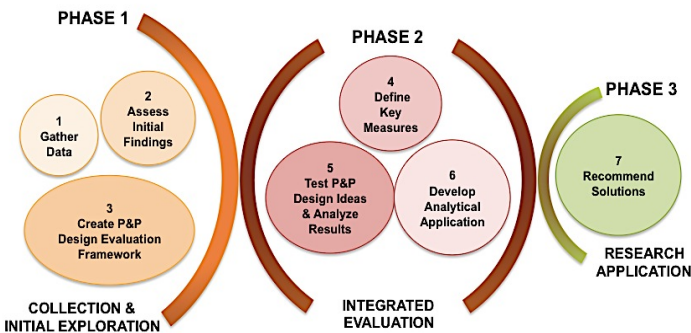 PHASE 1
1
Gather
Data
2
Assess
Initial
Findings
3
Create P&P
Design Evaluation
Framework
COLLECTION &
INITIAL EXPLORATION
PHASE 2
4
Define
Key
Measures
5
Test P&P
Design Ideas
& Analyze
Results
6
Develop
Analytical
Application
INTEGRATED
EVALUATION
PHASE 3
7
Recommend
Solutions
RESEARCH
APPLICATION